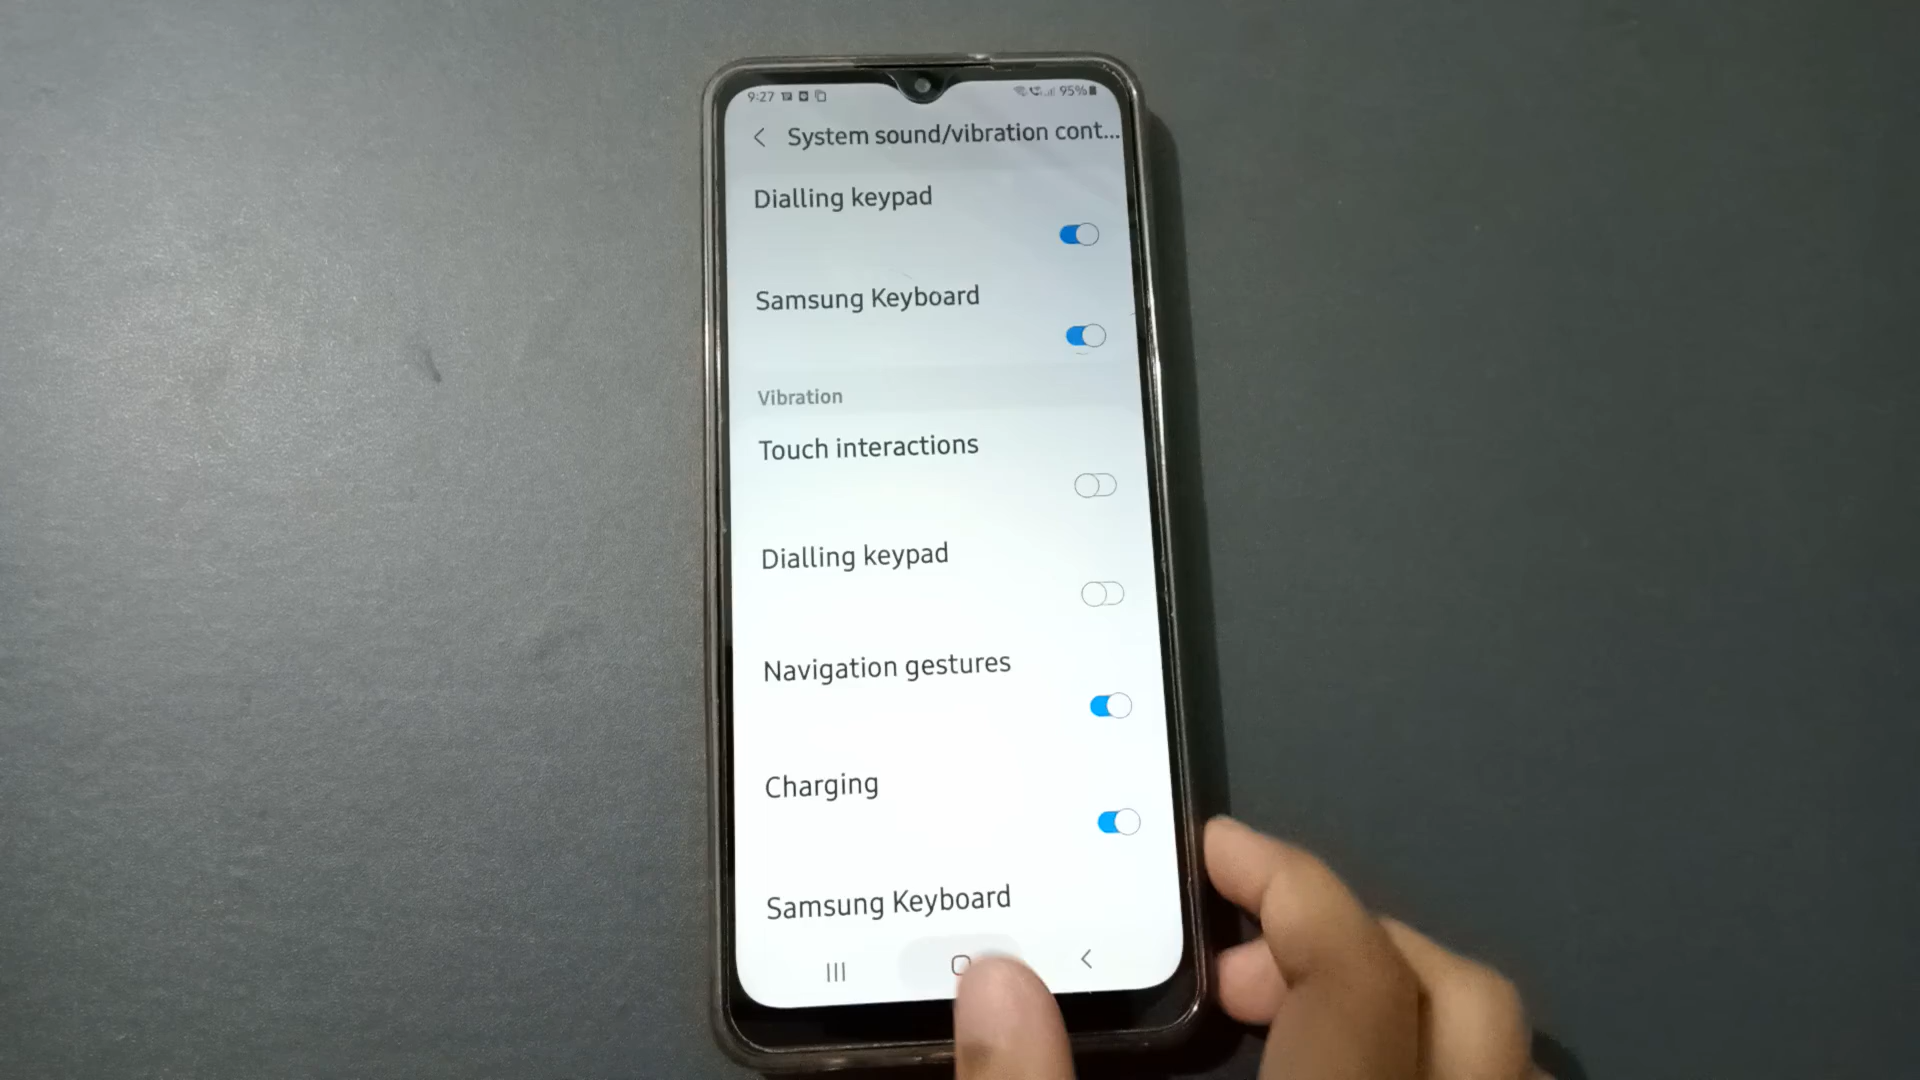 9:27 95%
System sound/vibration cont...
Dialling keypad
Samsung Keyboard
Vibration
Touch interactions
Dialling keypad
Navigation gestures
Charging
Samsung Keyboard